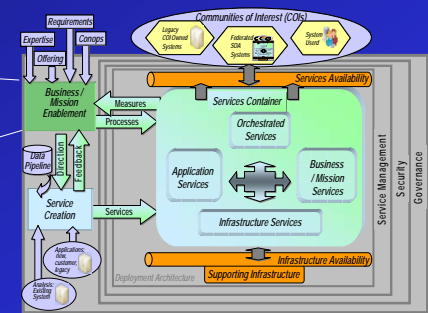 Communities of Interest (COIs)
Requirements
Expertise
Conops
Offering
Legacy
COI Owned
Systems
Federated
SOA
Systems
System
Userd
Services Availability
Business /
Mission
Enablement
Measures
Processes
Services Container
Orchestrated
Services
Application
Services
Business
/ Mission
Services
Infrastructure Services
Data
Pipeline
Direction
Feedback
Service
Creation
Services
Infrastructure Availability
Supporting Infrastructure
Deployment Architecture
Applications:
new,
customer,
legacy
Analysis:
Existing
System
Service Management
Security
Governance